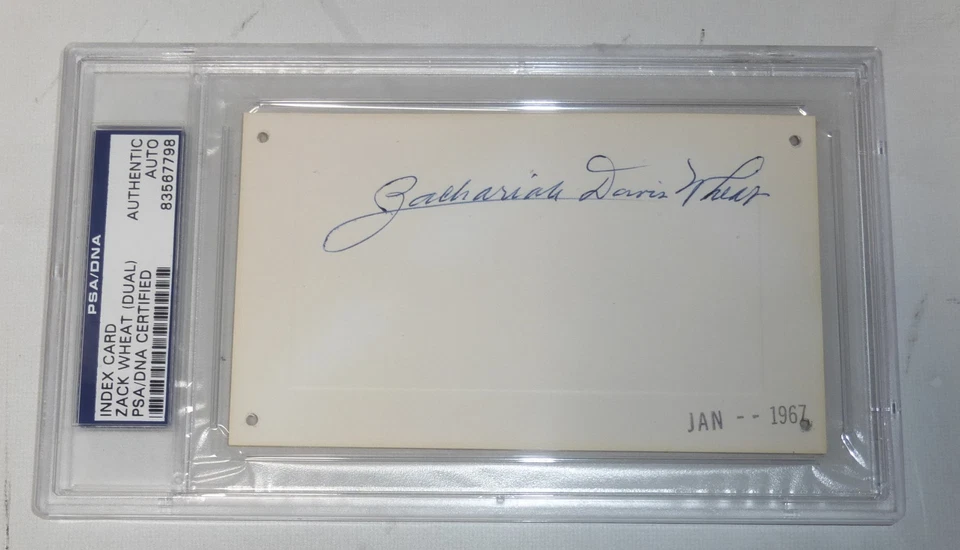 PSA/DNA
INDEX CARD
ZACK WHEAT (DUAL)
PSA/DNA CERTIFIED
AUTHENTIC
AUTO
83567798
Zachariah Davis Wheat
JAN -- 1967